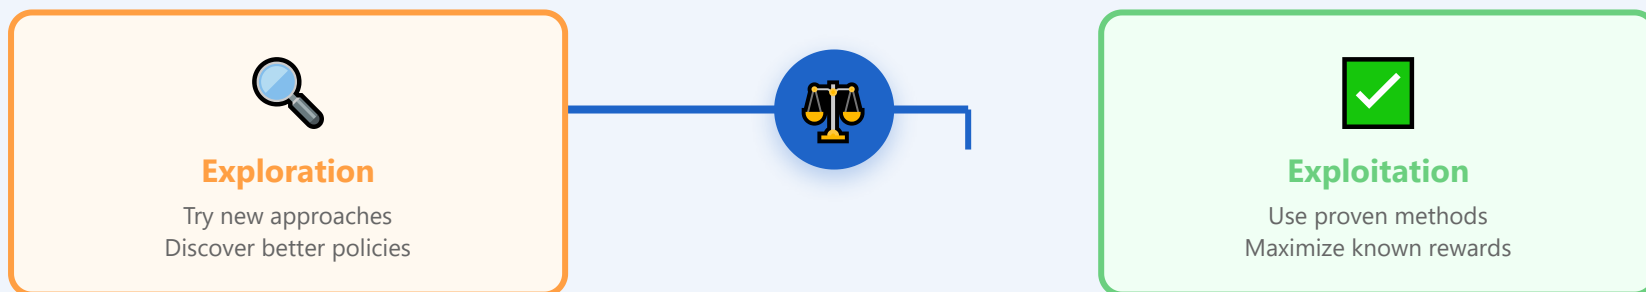 Exploration
Try new approaches
Discover better policies
Exploitation
Use proven methods
Maximize known rewards